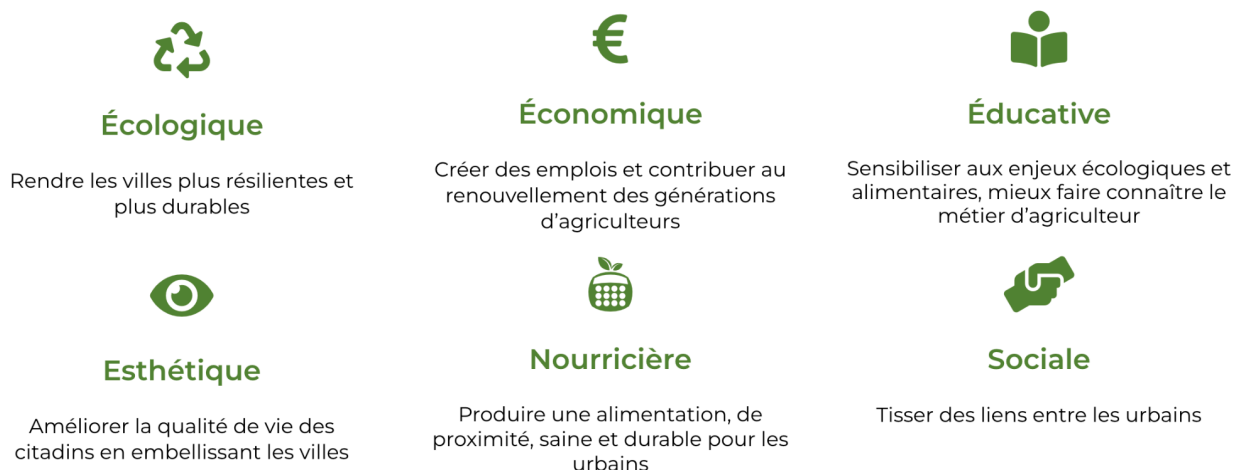 Écologique
Rendre les villes plus résilientes et
plus durables
Économique
Créer des emplois et contribuer au
renouvellement des générations
d’agriculteurs
Éducative
Sensibiliser aux enjeux écologiques et
alimentaires, mieux faire connaître le
métier d’agriculteur
Esthétique
Améliorer la qualité de vie des
citadins en embellissant les villes
Nourricière
Produire une alimentation, de
proximité, saine et durable pour les
urbains
Sociale
Tisser des liens entre les urbains